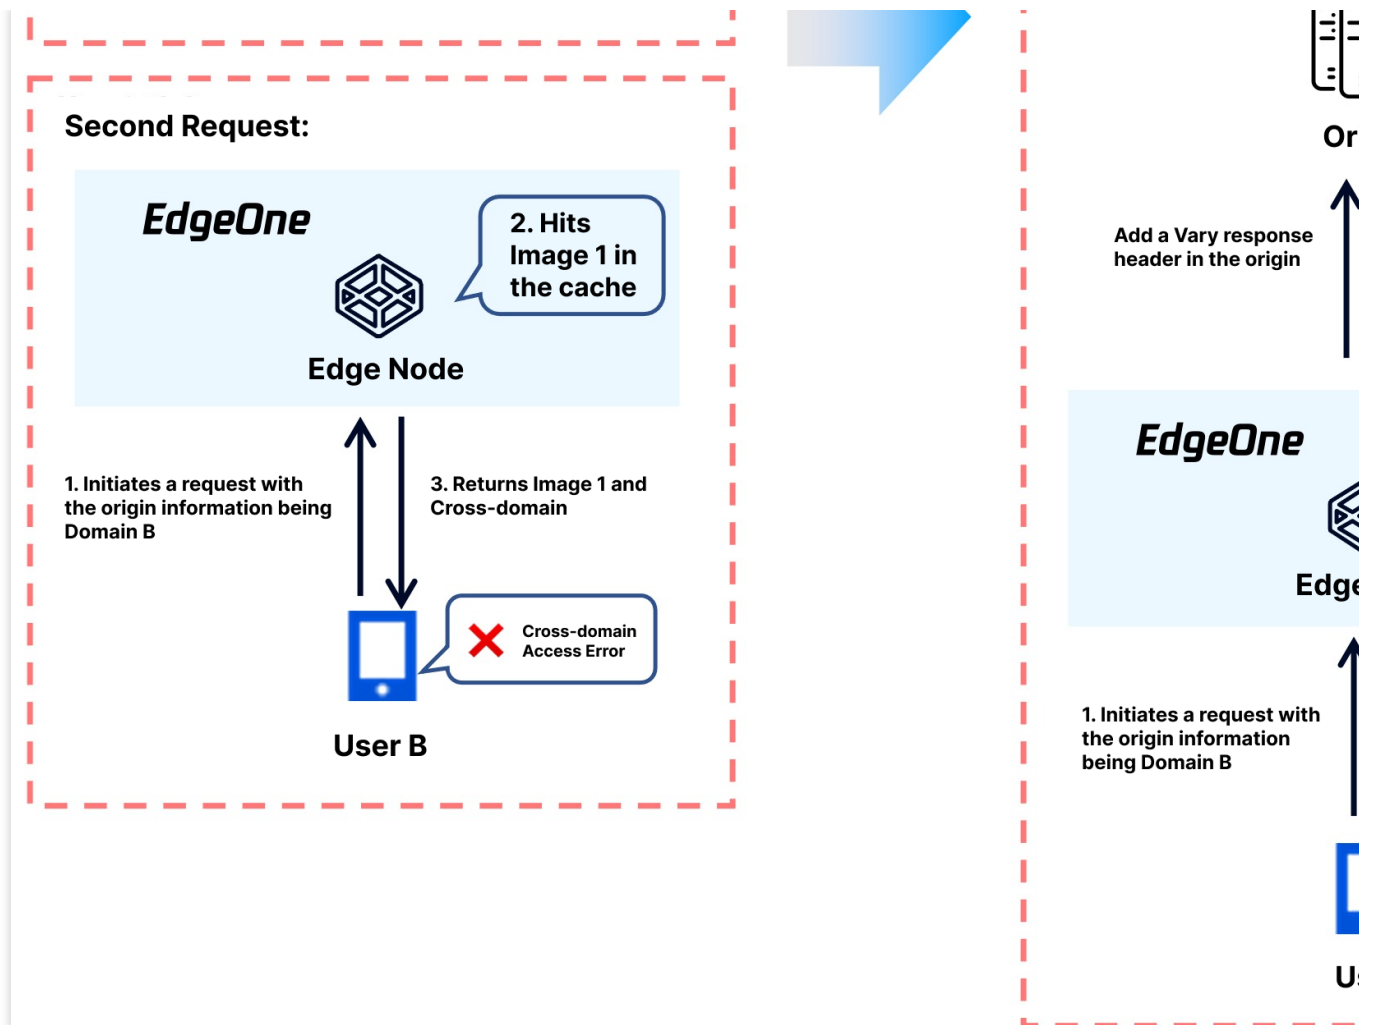 Second Request:
EdgeOne
2. Hits
Image 1 in
the cache
Edge Node
1. Initiates a request with
the origin information being
Domain B
3. Returns Image 1 and
Cross-domain
Cross-domain
Access Error
User B
Or
Add a Vary response
header in the origin
EdgeOne
Edge
1. Initiates a request with
the origin information
being Domain B
Us